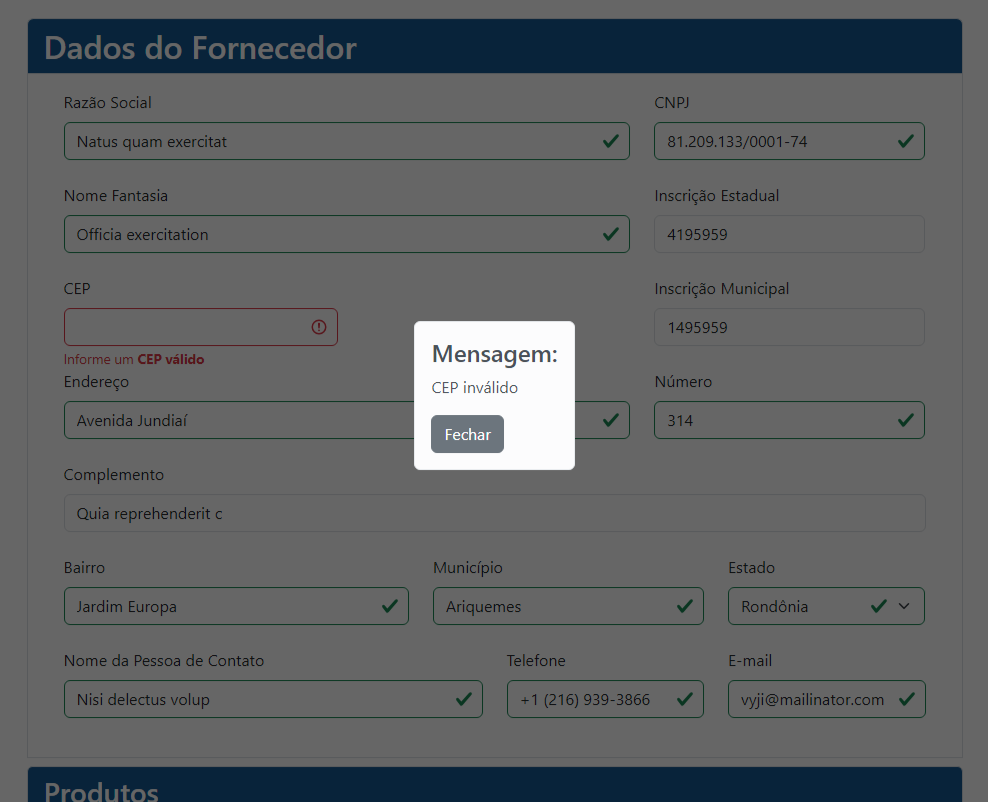 Dados do Fornecedor
Razão Social CNPJ
Natus quam exercitat 81.209.133/0001-74
Nome Fantasia Inscrição Estadual
Officia exercitation 4195959
CEP Inscrição Municipal
1495959
Informe um CEP válido
Endereço Número
Avenida Jundiaí 314
Mensagem:
CEP inválido
Fechar
Complemento
Quia reprehenderit c
Bairro Município Estado
Jardim Europa Ariquemes Rondônia
Nome da Pessoa de Contato Telefone E-mail
Nisi delectus volup +1 (216) 939-3866 vyji@mailinator.com
Produtos